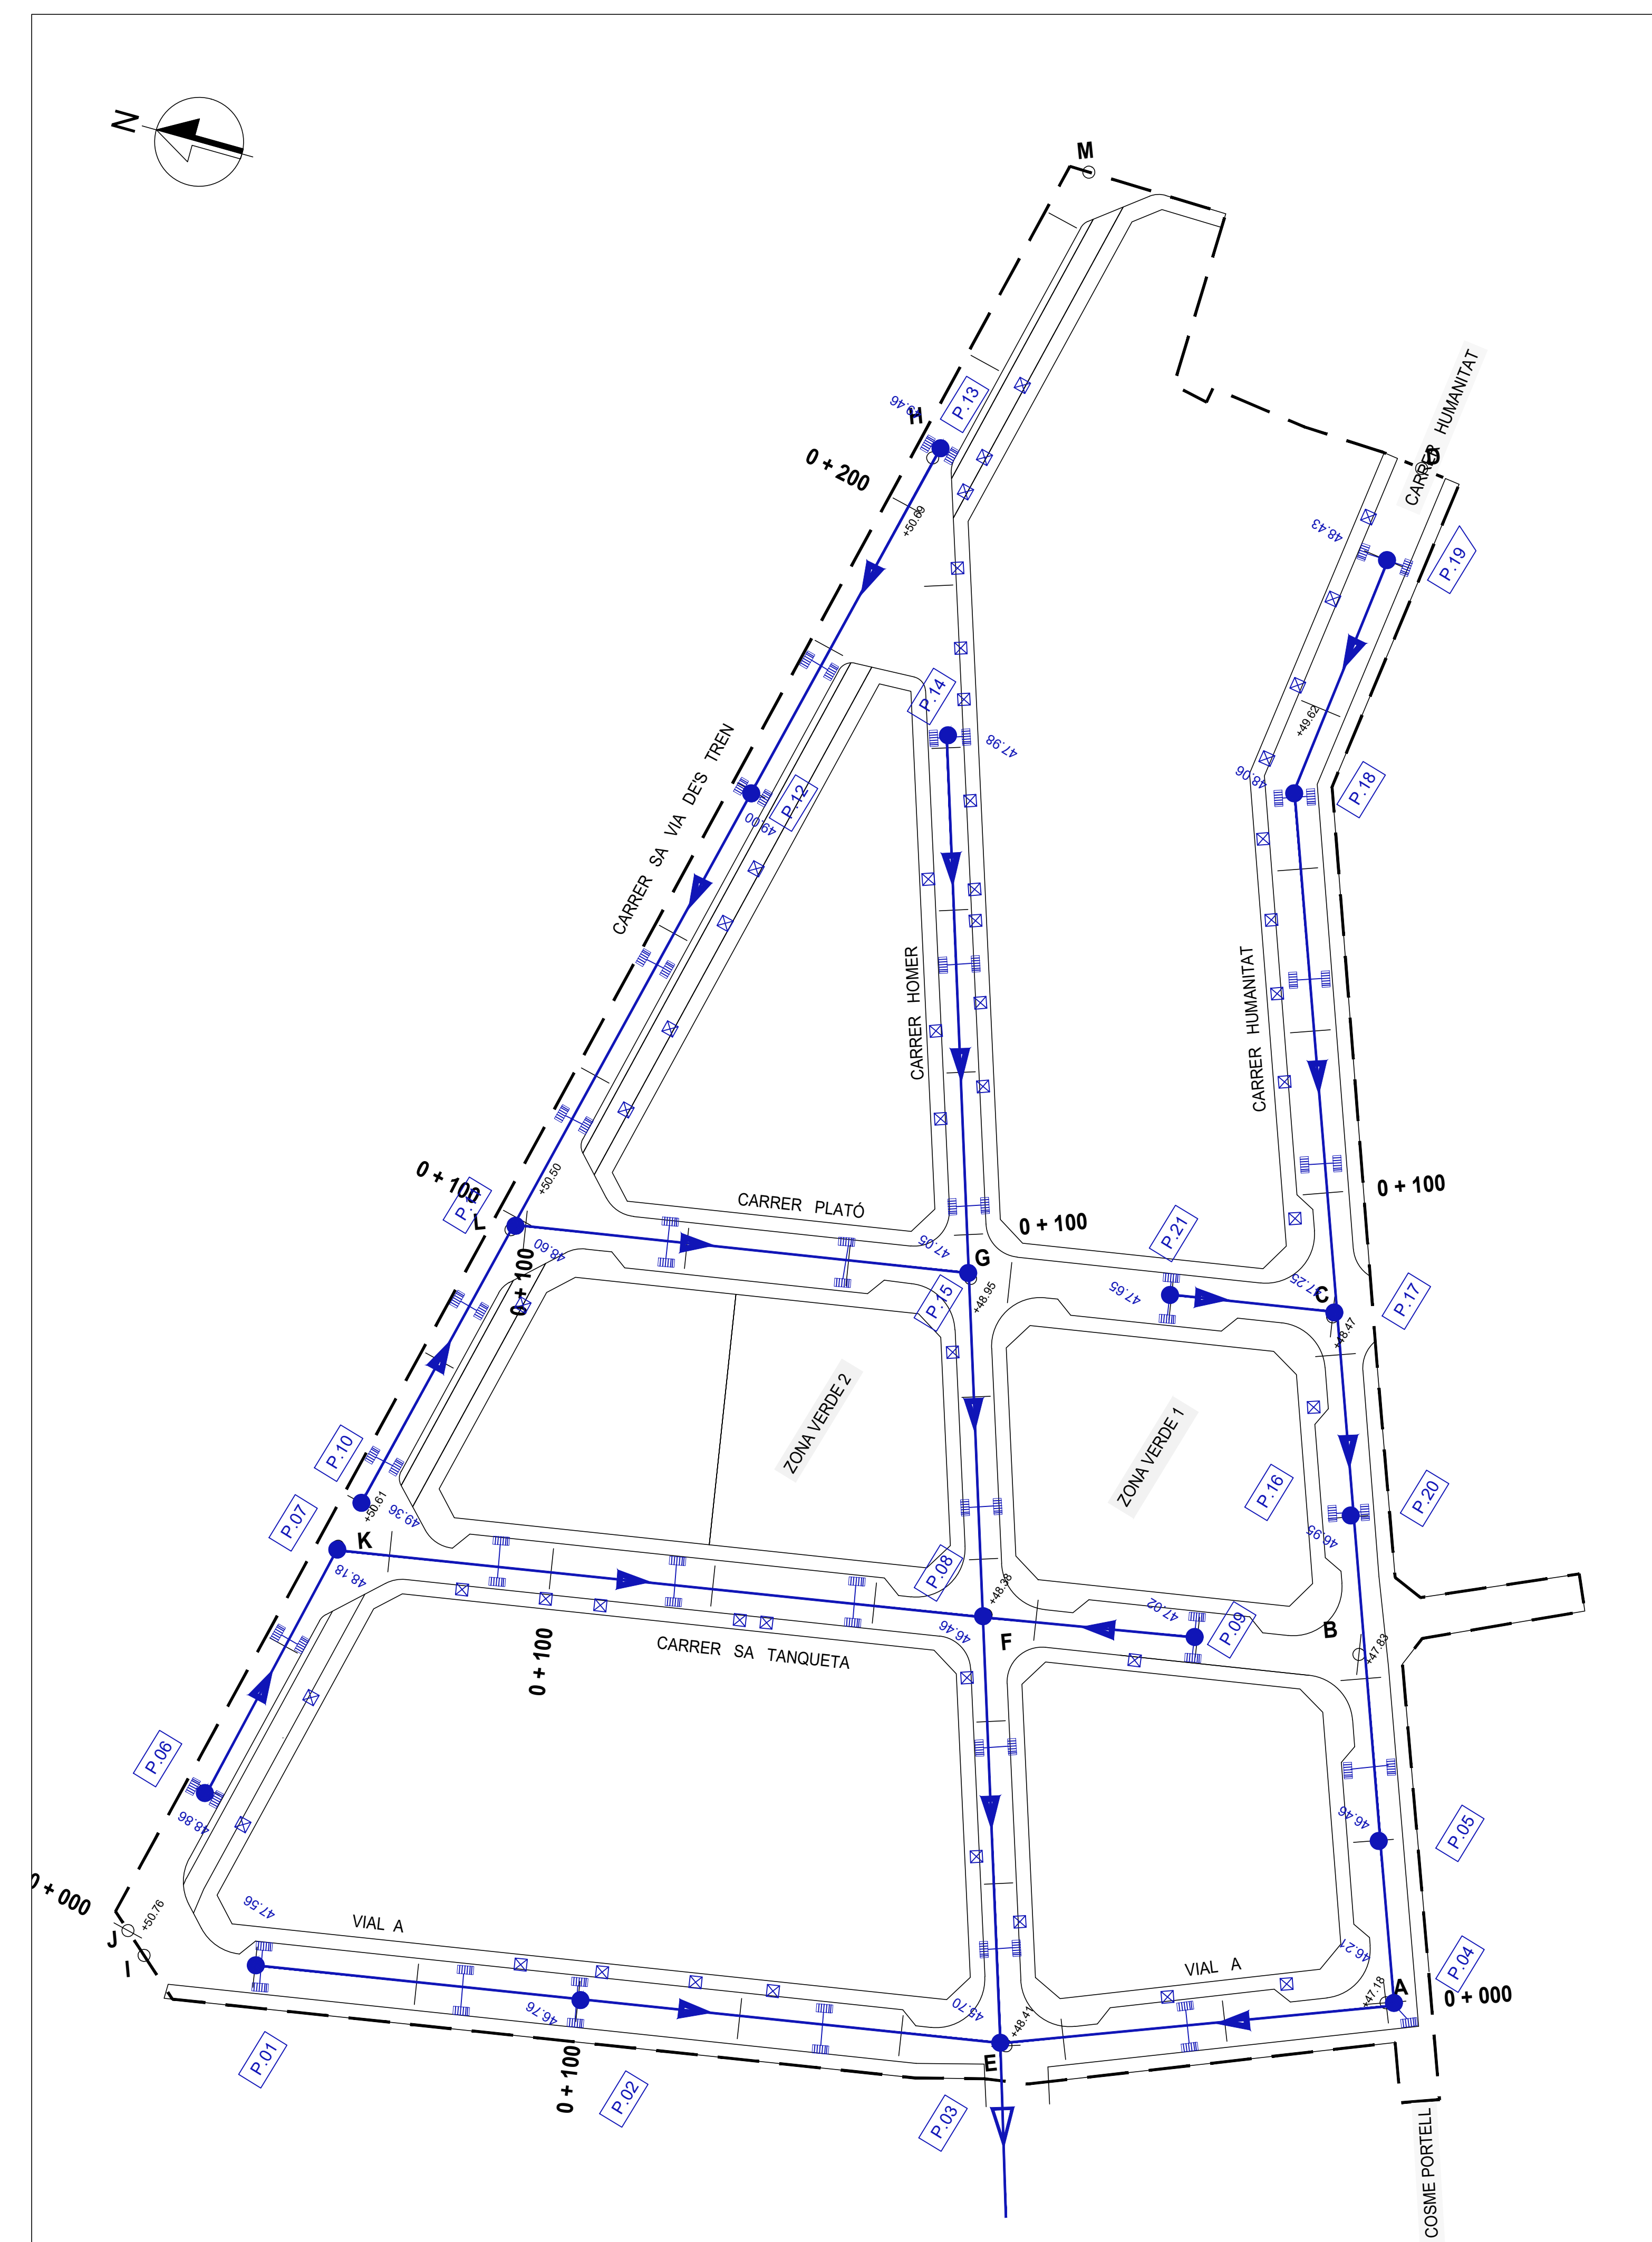 N
M
P.13
49.46
H
0 + 200
+50.69
CARRER HUMANITAT
D
48.43
P.19
P.14
47.98
+49.62
48.06
P.18
CARRER SA VIA DE'S TREN
P.12
49.00
CARRER HOMER
CARRER HUMANITAT
0 + 100
L
+50.50
48.60
CARRER PLATÓ
47.05
G
0 + 100
P.21
0 + 100
0 + 100
P.15
+48.95
47.65
47.25
C
P.17
+48.47
ZONA VERDE 2
ZONA VERDE 1
P.10
P.07
+50.61
49.36
K
48.18
P.16
P.20
46.95
P.08
+48.38
46.46
F
47.02
P.09
B
+47.83
CARRER SA TANQUETA
0 + 100
P.06
48.86
46.46
P.05
0 + 000
+50.76
J
I
47.56
VIAL A
46.76
45.70
+48.41
E
VIAL A
46.21
+47.18
A
P.04
0 + 000
P.01
0 + 100
P.02
P.03
COSME PORTELL